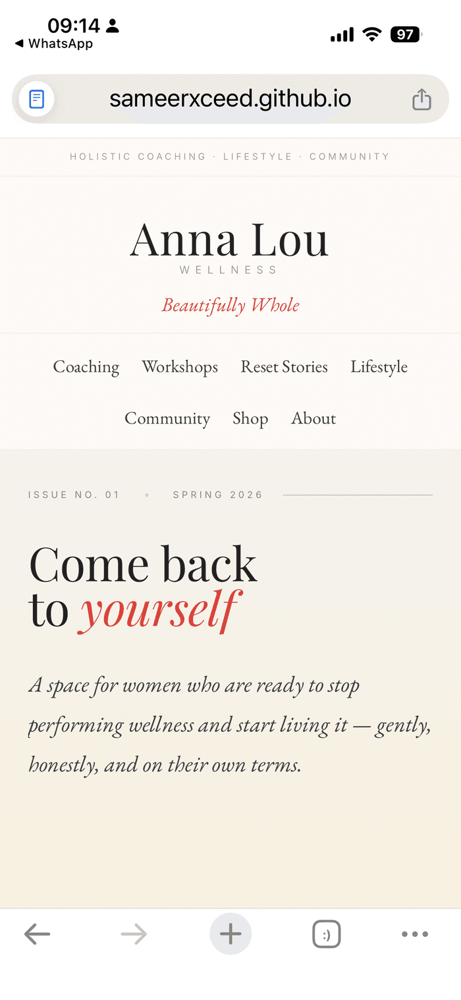 09:14
WhatsApp
97
sameerxceed.github.io
HOLISTIC COACHING · LIFESTYLE · COMMUNITY
Anna Lou
WELLNESS
Beautifully Whole
Coaching Workshops Reset Stories Lifestyle
Community Shop About
ISSUE NO. 01 • SPRING 2026
Come back
to yourself
A space for women who are ready to stop
performing wellness and start living it — gently,
honestly, and on their own terms.
:)